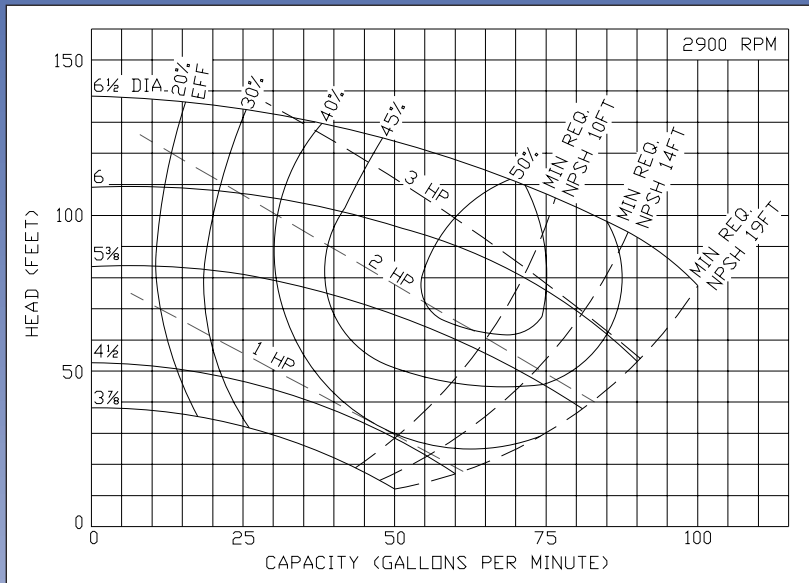 2900 RPM
150
6½ DIA.
20%
EFF
30%
40%
45%
50%
MIN REQ.
NPSH 10FT
MIN REQ.
NPSH 14FT
MIN REQ.
NPSH 19FT
3 HP
6
100
5⅜
2 HP
HEAD (FEET)
4½
1 HP
50
3⅞
0
0
25
50
75
100
CAPACITY (GALLONS PER MINUTE)